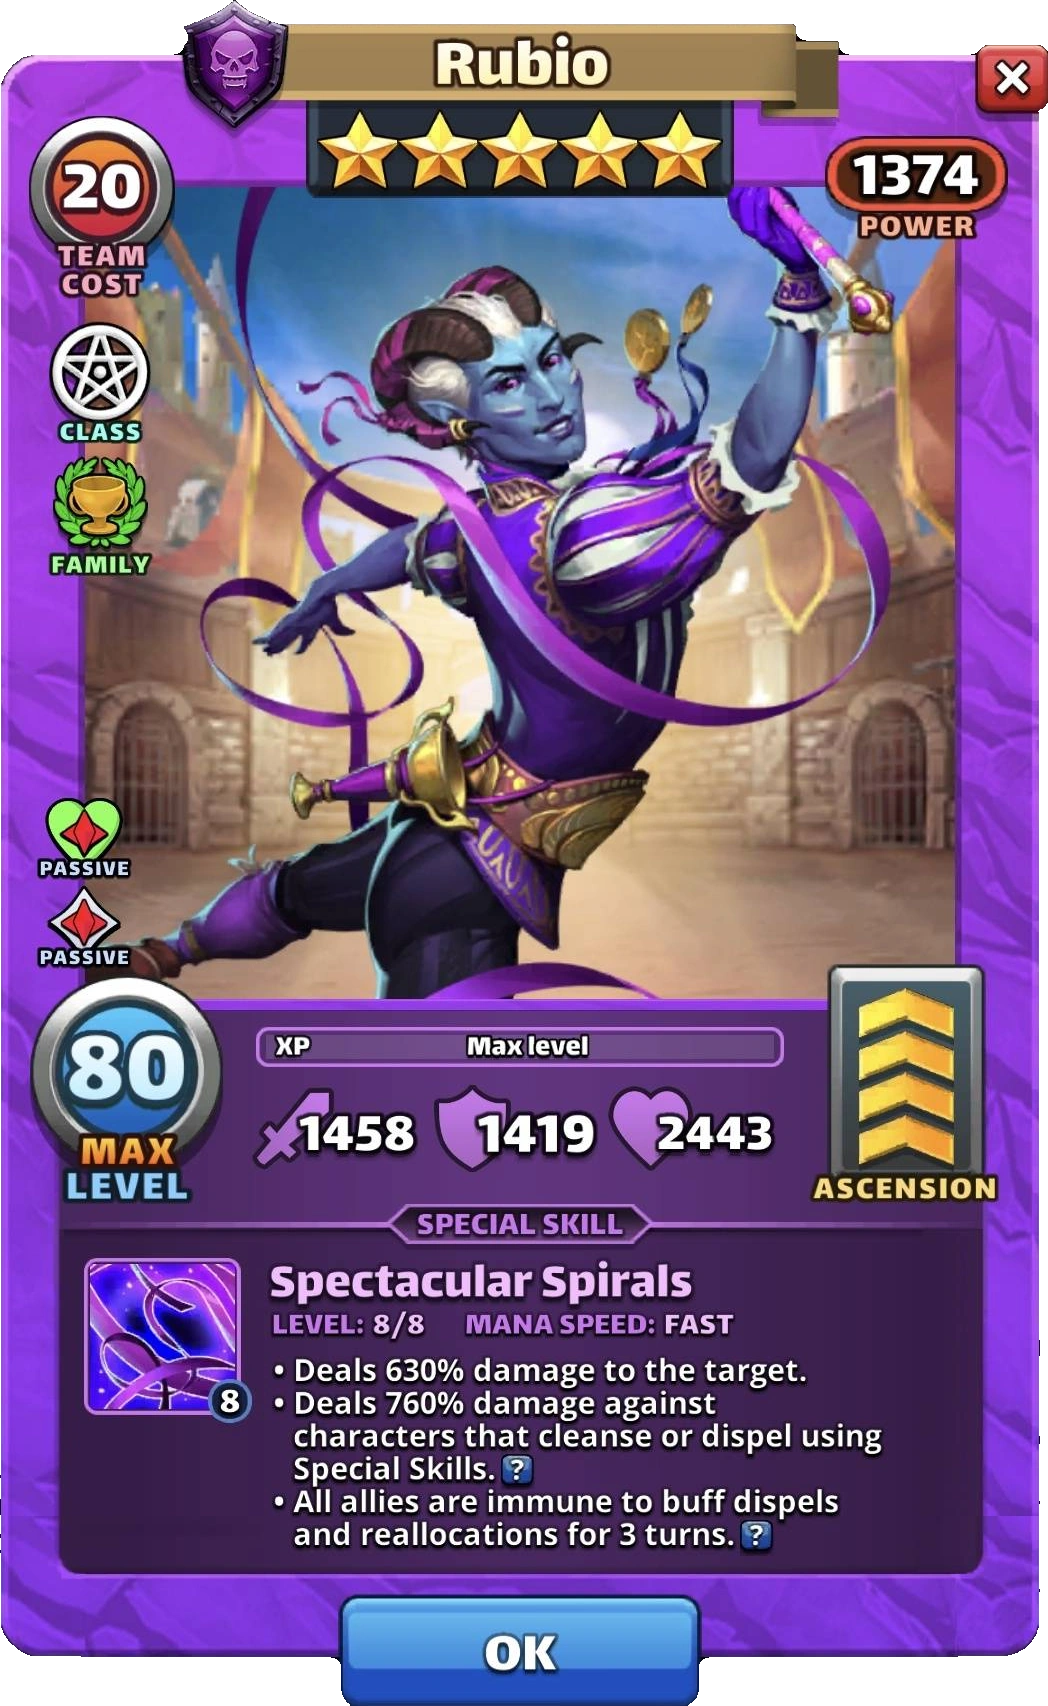 Rubio
20
TEAM
COST
1374
POWER
CLASS
FAMILY
PASSIVE
PASSIVE
80
MAX
LEVEL
XP
Max level
1458
1419
2443
ASCENSION
SPECIAL SKILL
Spectacular Spirals
LEVEL: 8/8 MANA SPEED: FAST
8
• Deals 630% damage to the target.
• Deals 760% damage against
characters that cleanse or dispel using
Special Skills. ?
• All allies are immune to buff dispels
and reallocations for 3 turns. ?
OK